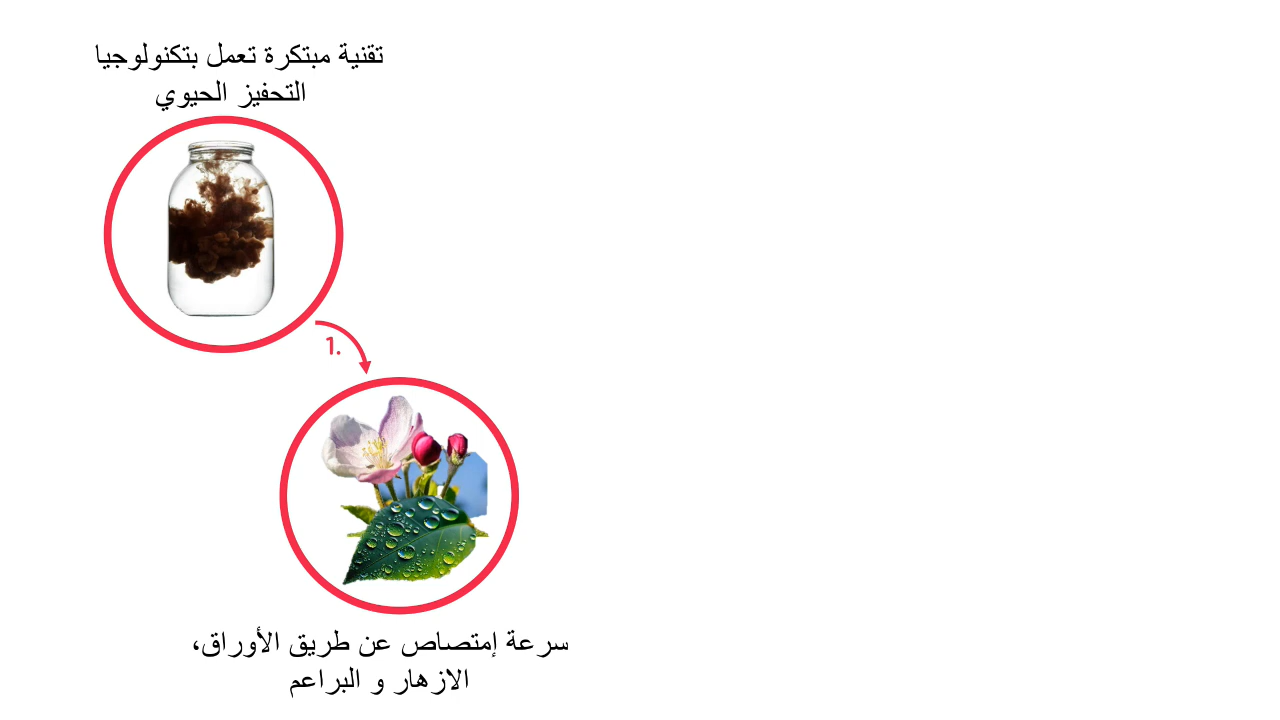 تقنية مبتكرة تعمل بتكنولوجيا
التحفيز الحيوي
1.
سرعة إمتصاص عن طريق الأوراق،
الازهار و البراعم